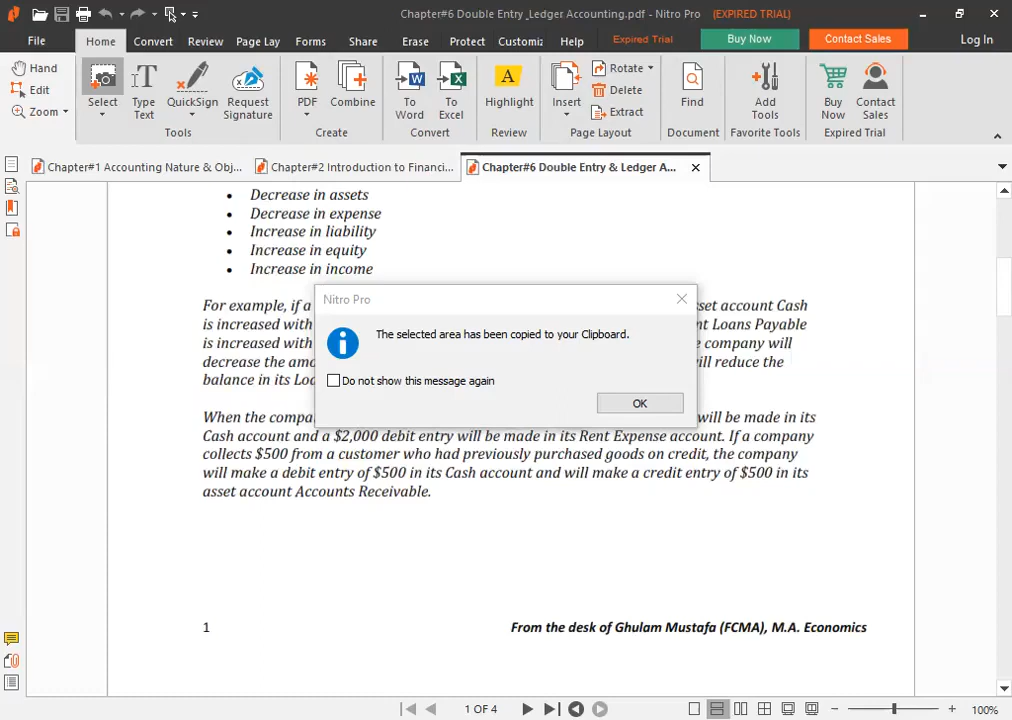 Chapter#6 Double Entry _Ledger Accounting.pdf - Nitro Pro (EXPIRED TRIAL)
File Home Convert Review Page Lay Forms Share Erase Protect Customiz Help Expired Trial Buy Now Contact Sales Log In
Hand
Edit
Zoom
Select
Type Text
QuickSign
Request Signature
Tools
PDF
Combine
Create
To Word
To Excel
Convert
Highlight
Review
Insert
Rotate
Delete
Extract
Page Layout
Find
Document
Add Tools
Favorite Tools
Buy Now
Contact Sales
Expired Trial
Chapter#1 Accounting Nature & Obj... Chapter#2 Introduction to Financi... Chapter#6 Double Entry & Ledger A...
• Decrease in assets
• Decrease in expense
• Increase in liability
• Increase in equity
• Increase in income
For example, if a set account Cash
is increased with nt Loans Payable
is increased with e company will
decrease the amo ill reduce the
balance in its Loa
Nitro Pro
The selected area has been copied to your Clipboard.
Do not show this message again
OK
When the compa will be made in its
Cash account and a $2,000 debit entry will be made in its Rent Expense account. If a company
collects $500 from a customer who had previously purchased goods on credit, the company
will make a debit entry of $500 in its Cash account and will make a credit entry of $500 in its
asset account Accounts Receivable.
1 From the desk of Ghulam Mustafa (FCMA), M.A. Economics
1 OF 4 100%